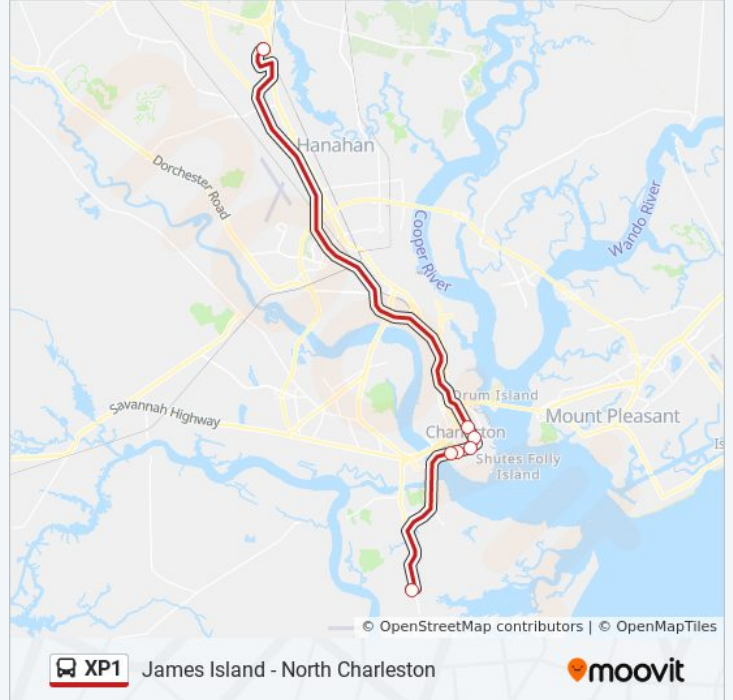 Hanahan
Dorchester Road
Cooper River
Wando River
Drum Island
Savannah Highway
Mount Pleasant
Charleston
Shutes Folly
Island
Is
© OpenStreetMap contributors | © OpenMapTiles
XP1 James Island - North Charleston
moovit